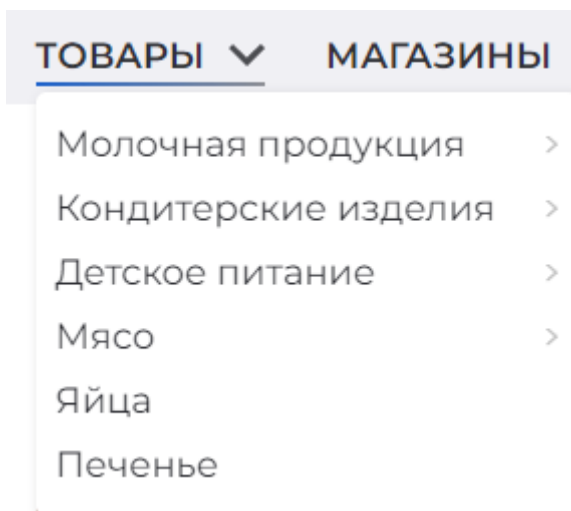 ТОВАРЫ МАГАЗИНЫ
Молочная продукция
Кондитерские изделия
Детское питание
Мясо
Яйца
Печенье